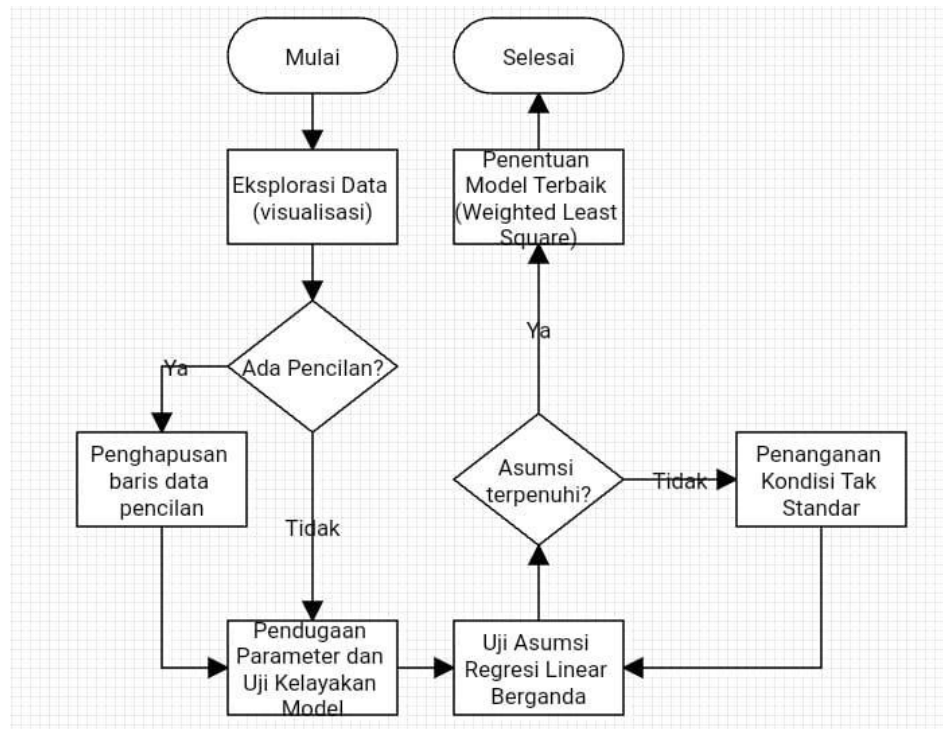 Mulai
Eksplorasi Data
(visualisasi)
Ada Pencilan?
Ya
Penghapusan
baris data
pencilan
Tidak
Pendugaan
Parameter dan
Uji Kelayakan
Model
Uji Asumsi
Regresi Linear
Berganda
Asumsi
terpenuhi?
Tidak
Penanganan
Kondisi Tak
Standar
Ya
Penentuan
Model Terbaik
(Weighted Least
Square)
Selesai